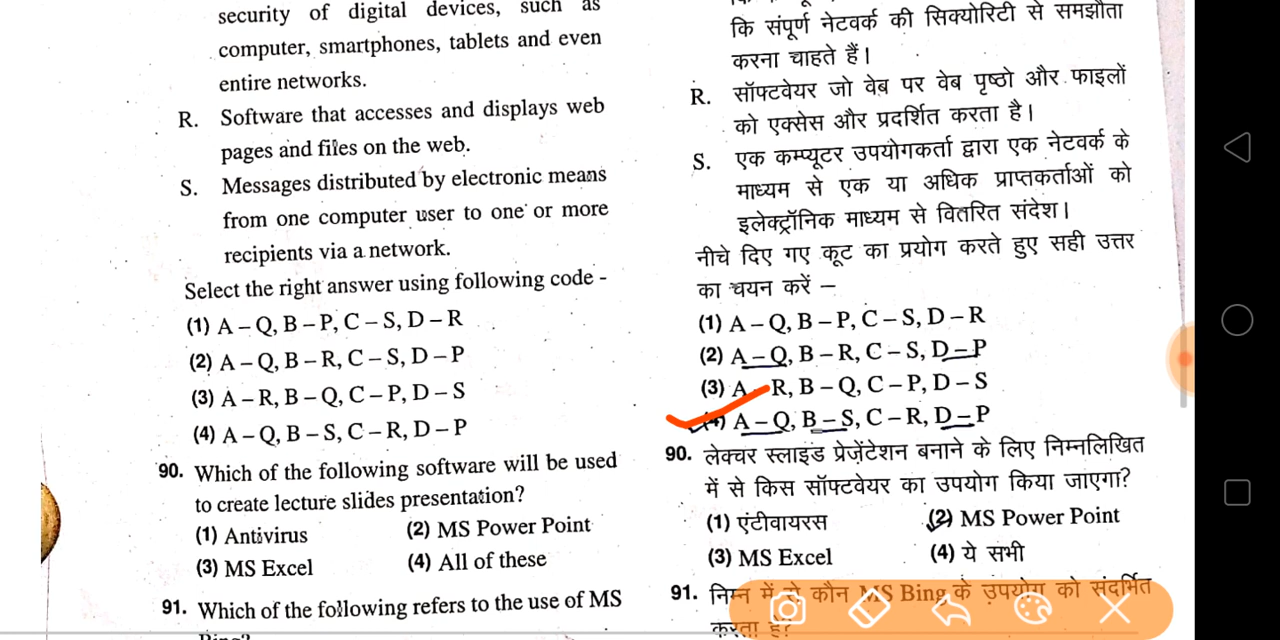 security of digital devices, such as
computer, smartphones, tablets and even
entire networks.
R. Software that accesses and displays web
pages and files on the web.
S. Messages distributed by electronic means
from one computer user to one or more
recipients via a network.
Select the right answer using following code -
(1) A – Q, B – P, C – S, D – R
(2) A – Q, B – R, C – S, D – P
(3) A – R, B – Q, C – P, D – S
(4) A – Q, B – S, C – R, D – P
90. Which of the following software will be used
to create lecture slides presentation?
(1) Antivirus (2) MS Power Point
(3) MS Excel (4) All of these
91. Which of the following refers to the use of MS
Bing?
कि संपूर्ण नेटवर्क की सिक्योरिटी से समझौता
करना चाहते हैं।
R. सॉफ्टवेयर जो वेब पर वेब पृष्ठो और फाइलों
को एक्सेस और प्रदर्शित करता है।
S. एक कम्प्यूटर उपयोगकर्ता द्वारा एक नेटवर्क के
माध्यम से एक या अधिक प्राप्तकर्ताओं को
इलेक्ट्रॉनिक माध्यम से वितरित संदेश।
नीचे दिए गए कूट का प्रयोग करते हुए सही उत्तर
का चयन करें –
(1) A – Q, B – P, C – S, D – R
(2) A – Q, B – R, C – S, D – P
(3) A – R, B – Q, C – P, D – S
(4) A – Q, B – S, C – R, D – P
90. लेक्चर स्लाइड प्रेज़ेंटेशन बनाने के लिए निम्नलिखित
में से किस सॉफ्टवेयर का उपयोग किया जाएगा?
(1) एंटीवायरस (2) MS Power Point
(3) MS Excel (4) ये सभी
91. निम्न में से कौन MS Bing के उपयोग को संदर्भित
करता है?